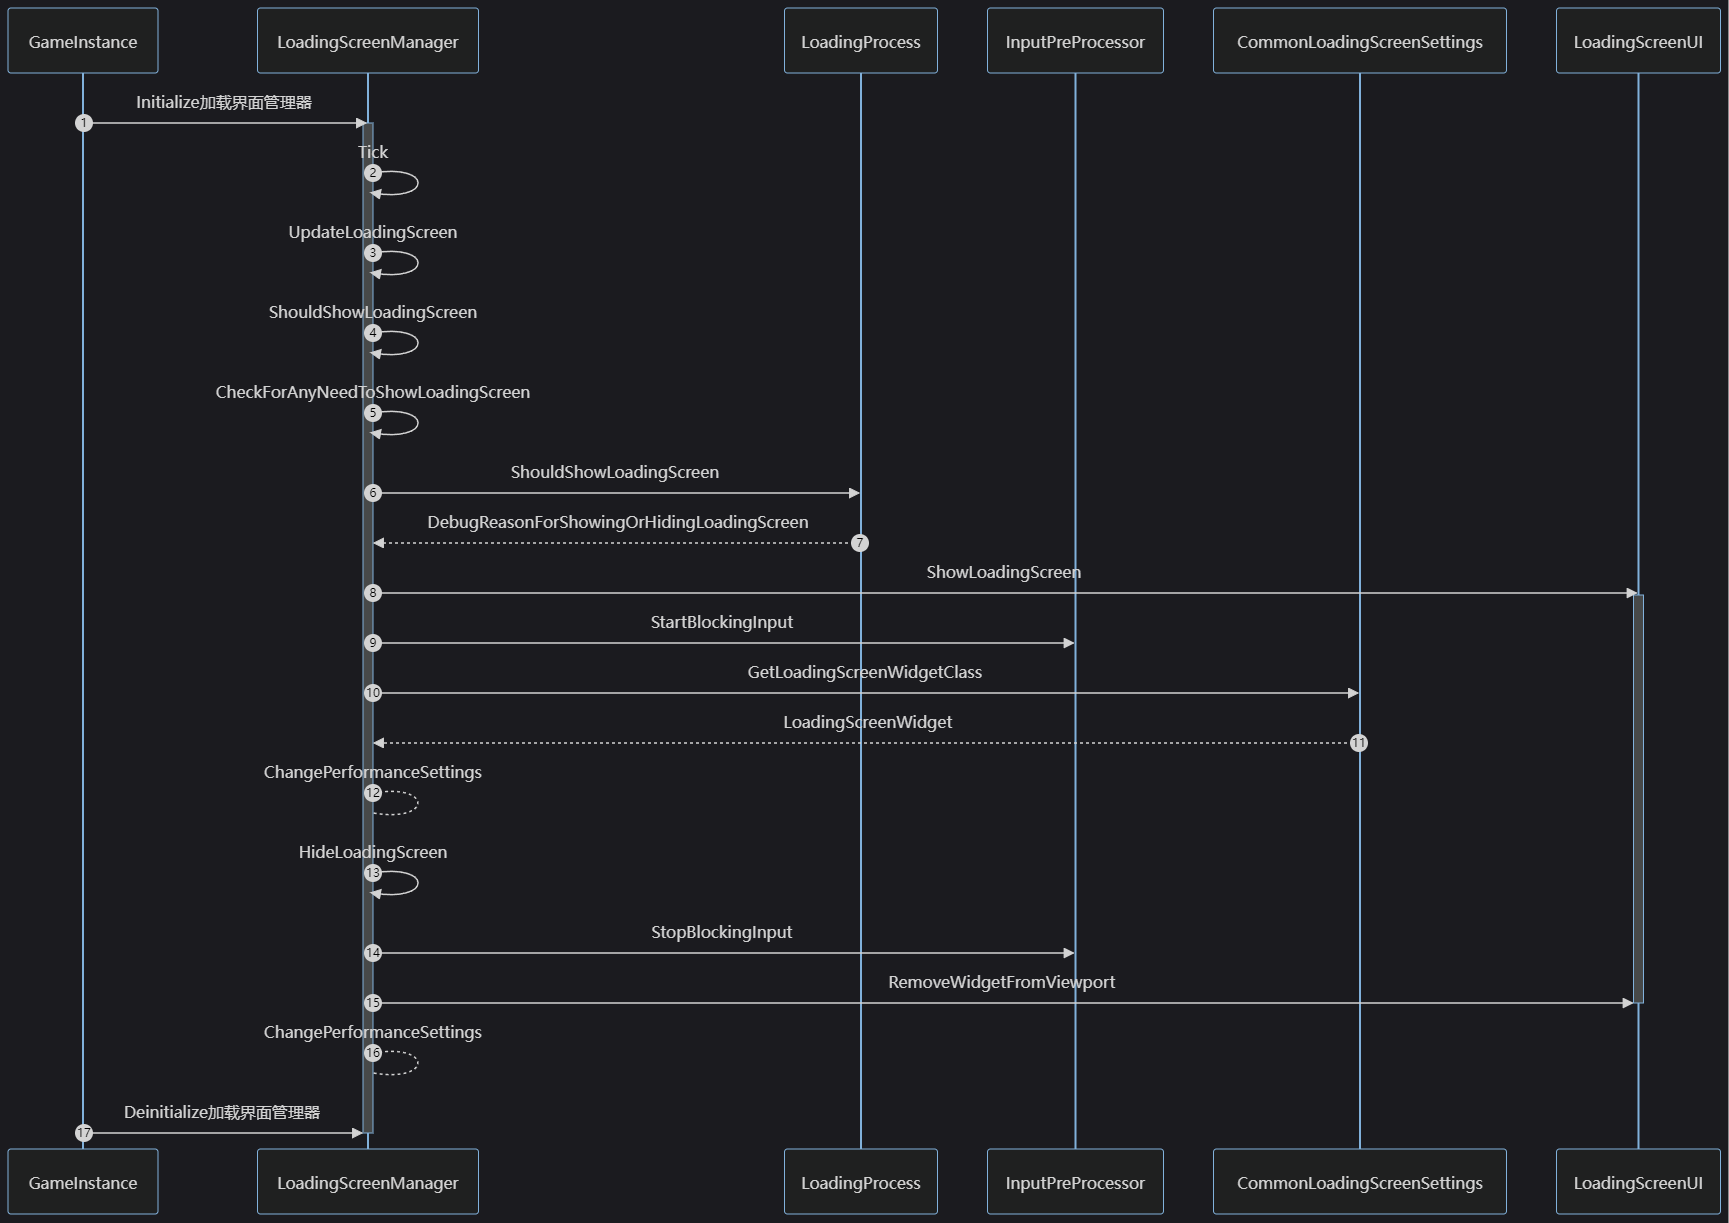 GameInstance
LoadingScreenManager
LoadingProcess
InputPreProcessor
CommonLoadingScreenSettings
LoadingScreenUI
Initialize加载界面管理器
1
Tick
2
UpdateLoadingScreen
3
ShouldShowLoadingScreen
4
CheckForAnyNeedToShowLoadingScreen
5
ShouldShowLoadingScreen
6
DebugReasonForShowingOrHidingLoadingScreen
7
ShowLoadingScreen
8
StartBlockingInput
9
GetLoadingScreenWidgetClass
10
LoadingScreenWidget
11
ChangePerformanceSettings
12
HideLoadingScreen
13
StopBlockingInput
14
RemoveWidgetFromViewport
15
ChangePerformanceSettings
16
Deinitialize加载界面管理器
17
GameInstance
LoadingScreenManager
LoadingProcess
InputPreProcessor
CommonLoadingScreenSettings
LoadingScreenUI